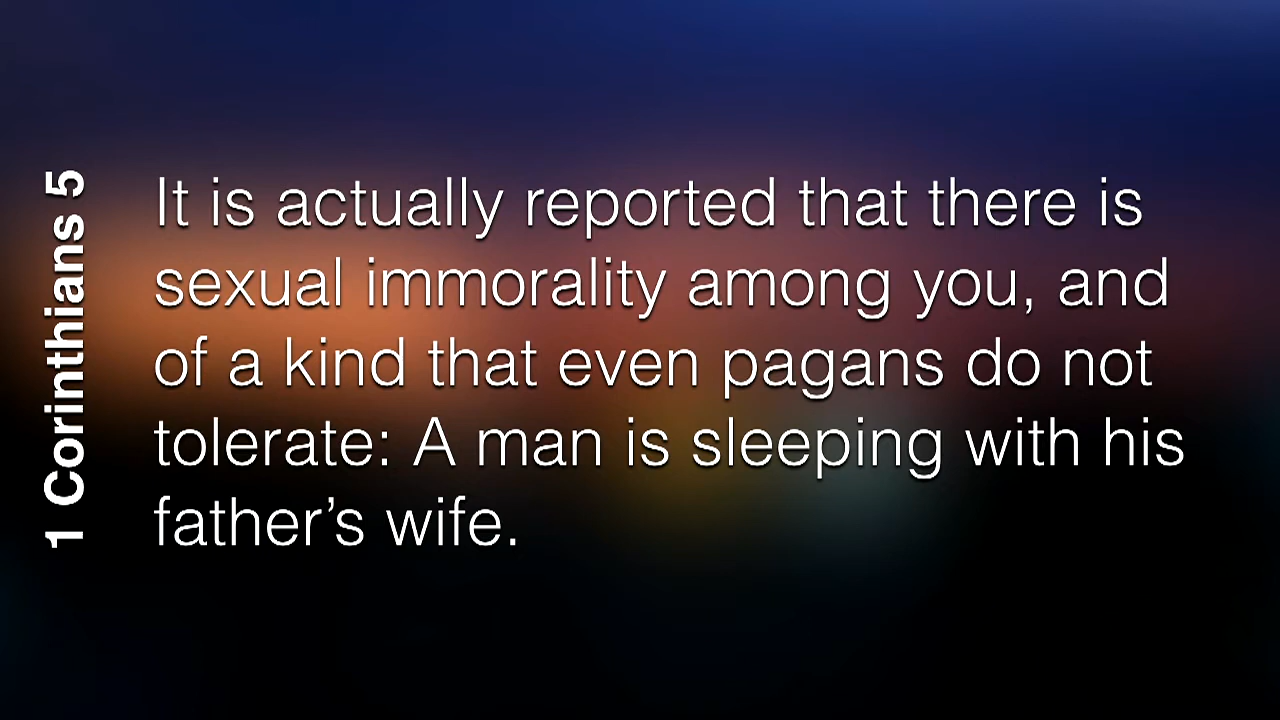 1 Corinthians 5
It is actually reported that there is
sexual immorality among you, and
of a kind that even pagans do not
tolerate: A man is sleeping with his
father’s wife.